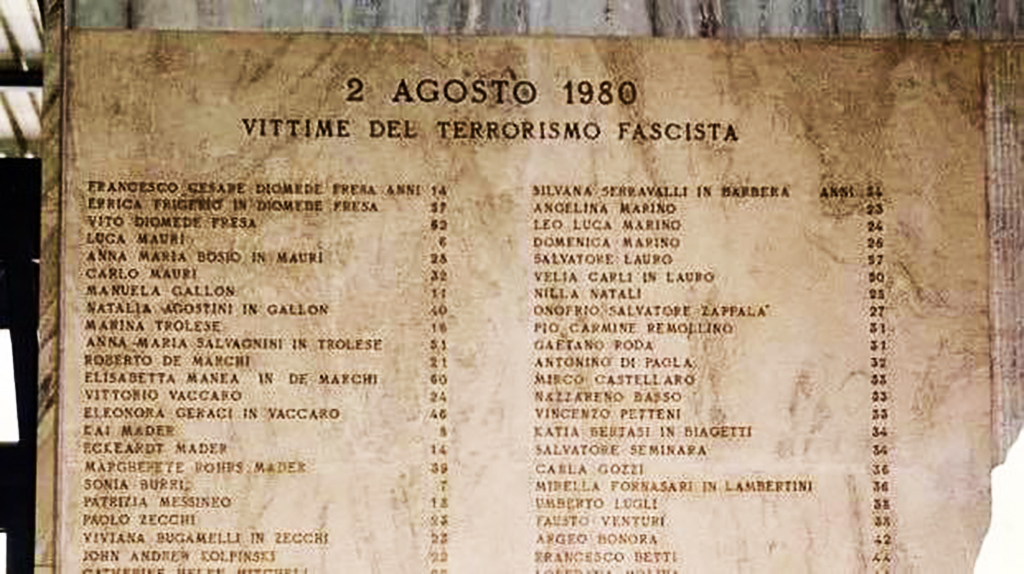 2 AGOSTO 1980
VITTIME DEL TERRORISMO FASCISTA
FRANCESCO CESARE DIOMEDE FRESA ANNI 14
ERRICA FRIGERIO IN DIOMEDE FRESA 57
VITO DIOMEDE FRESA 62
LUCA MAURI 6
ANNA MARIA BOSIO IN MAURI 28
CARLO MAURI 32
MANUELA GALLON 11
NATALIA AGOSTINI IN GALLON 40
MARINA TROLESE 16
ANNA MARIA SALVAGNINI IN TROLESE 51
ROBERTO DE MARCHI 21
ELISABETTA MANEA IN DE MARCHI 60
VITTORIO VACCARO 24
ELEONORA GERACI IN VACCARO 46
KAI MADER 8
ECKEARDT MADER 14
MARGHERETE ROHRS MADER 39
SONIA BURRI 7
PATRIZIA MESSINEO 18
PAOLO ZECCHI 23
VIVIANA BUGAMELLI IN ZECCHI 23
JOHN ANDREW KOLPINSKI 22
CATHERINE HELEN MITCHELL
SILVANA SERRAVALLI IN BARBERA ANNI 34
ANGELINA MARINO 23
LEO LUCA MARINO 24
DOMENICA MARINO 26
SALVATORE LAURO 57
VELIA CARLI IN LAURO 50
NILLA NATALI 25
ONOFRIO SALVATORE ZAPPALA' 27
PIO CARMINE REMOLLINO 31
GAETANO RODA 31
ANTONINO DI PAOLA 32
MIRCO CASTELLARO 33
NAZZARENO BASSO 33
VINCENZO PETTENI 33
KATIA BERTASI IN BIAGETTI 34
SALVATORE SEMINARA 34
CARLA GOZZI 36
MIRELLA FORNASARI IN LAMBERTINI 36
UMBERTO LUGLI 38
FAUSTO VENTURI 38
ARGEO BONORA 42
FRANCESCO BETTI 44